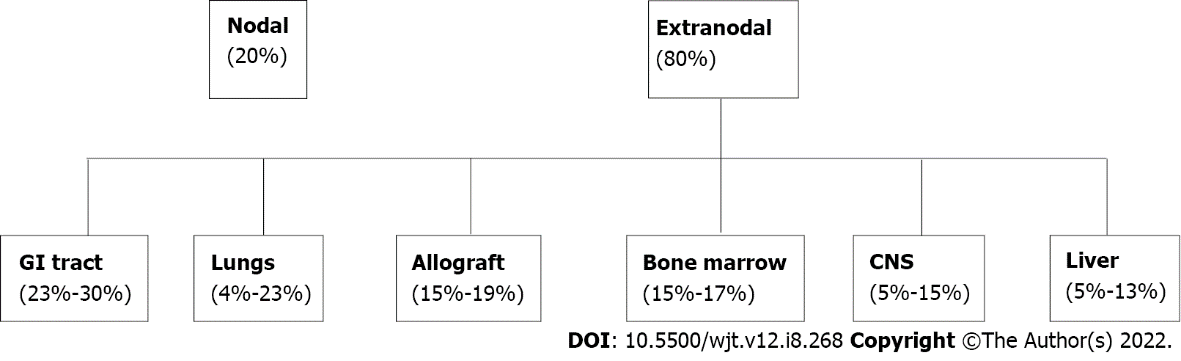 Nodal
(20%)
Extranodal
(80%)
GI tract
(23%-30%)
Lungs
(4%-23%)
Allograft
(15%-19%)
Bone marrow
(15%-17%)
CNS
(5%-15%)
Liver
(5%-13%)
DOI: 10.5500/wjt.v12.i8.268 Copyright ©The Author(s) 2022.